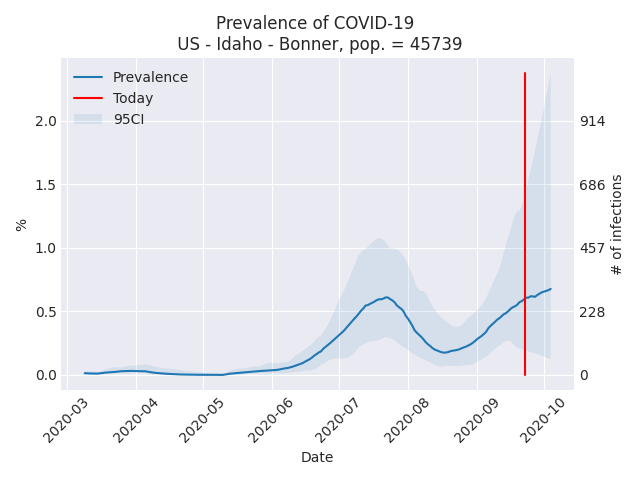 Prevalence of COVID-19
US - Idaho - Bonner, pop. = 45739
Prevalence
Today
95CI
2.0
1.5
1.0
0.5
0.0
%
914
686
457
228
0
# of infections
2020-03
2020-04
2020-05
2020-06
2020-07
2020-08
2020-09
2020-10
Date